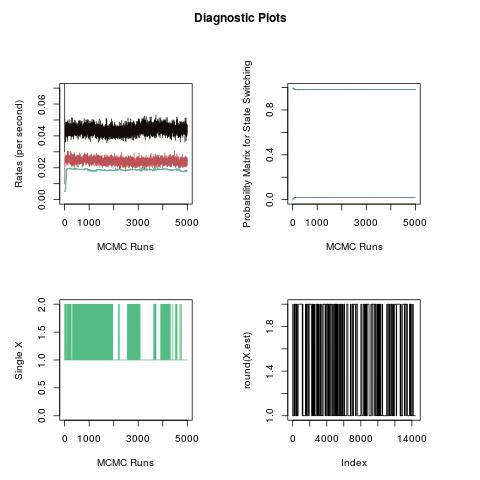 Diagnostic Plots
Rates (per second)
0.00 0.02 0.04 0.06
0 1000 3000 5000
MCMC Runs
Probability Matrix for State Switching
0.0 0.4 0.8
0 1000 3000 5000
MCMC Runs
Single X
0.0 0.5 1.0 1.5 2.0
0 1000 3000 5000
MCMC Runs
round(X.est)
1.0 1.4 1.8
0 4000 8000 14000
Index